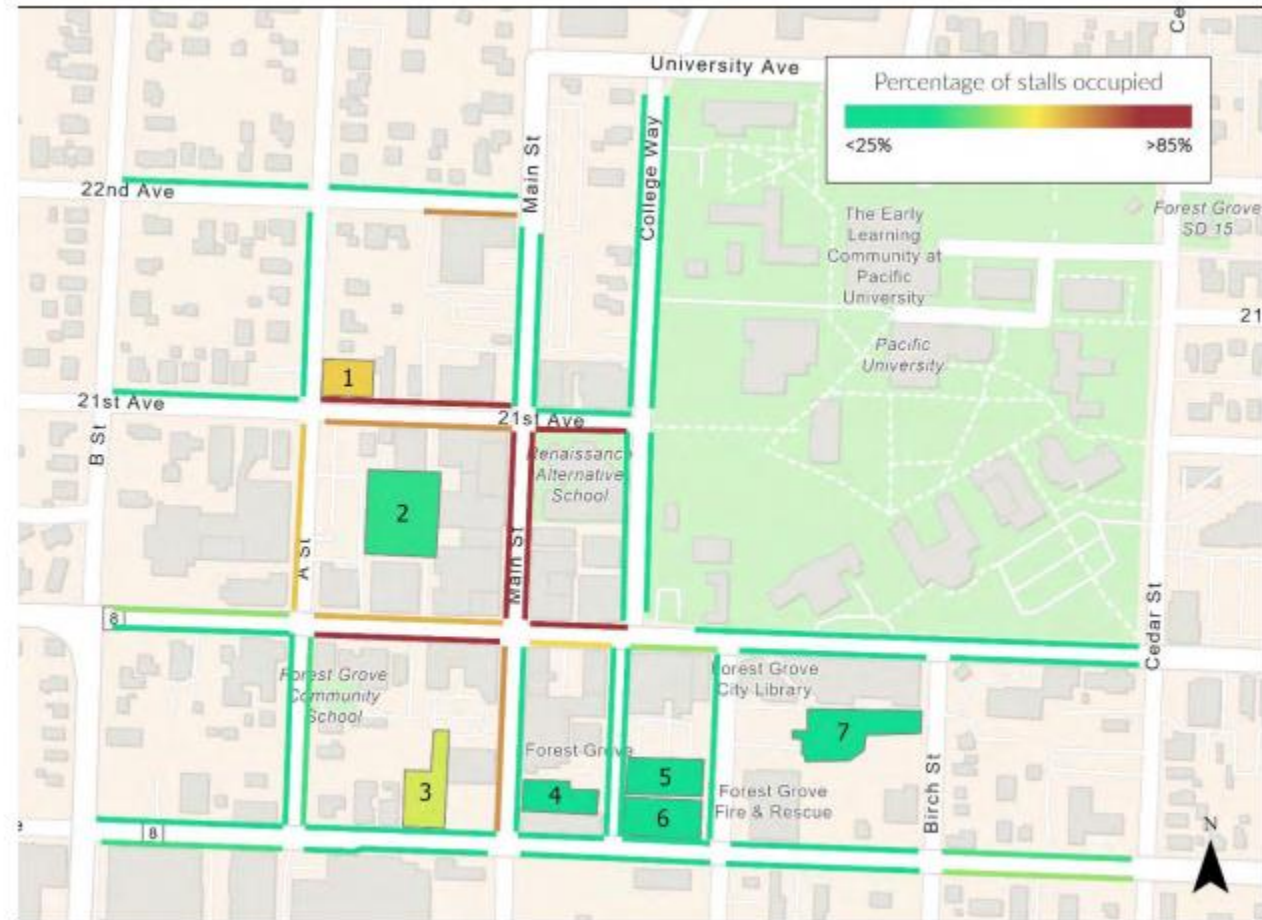 Ce
University Ave
Percentage of stalls occupied
<25%
>85%
22nd Ave
Main St
College Way
The Early
Learning
Community at
Pacific
University
Forest Grove
SD 15
21
Pacific
University
1
21st Ave
21st Ave
B St
Renaissance
Alternative
School
2
A St
Main St
8
Cedar St
Forest Grove
Community
School
Forest Grove
City Library
7
Forest Grove
5
3
4
6
Forest Grove
Fire & Rescue
Birch St
e
8
N